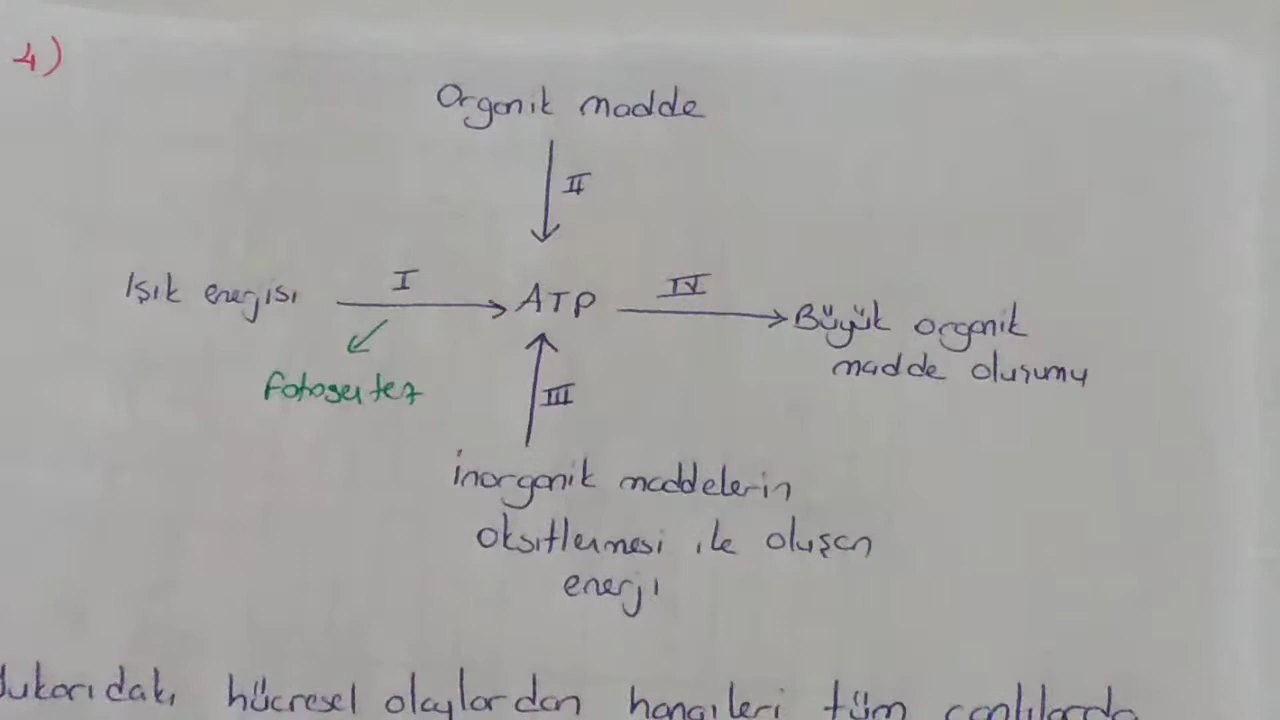 4)
Organik madde
II
Işık enerjisi I ATP IV Büyük organik
madde oluşumu
fotosentez
III
inorganik maddelerin
oksitlenmesi ile oluşan
enerji
Yukarıdaki hücresel olaylardan hangileri tüm canlılarda